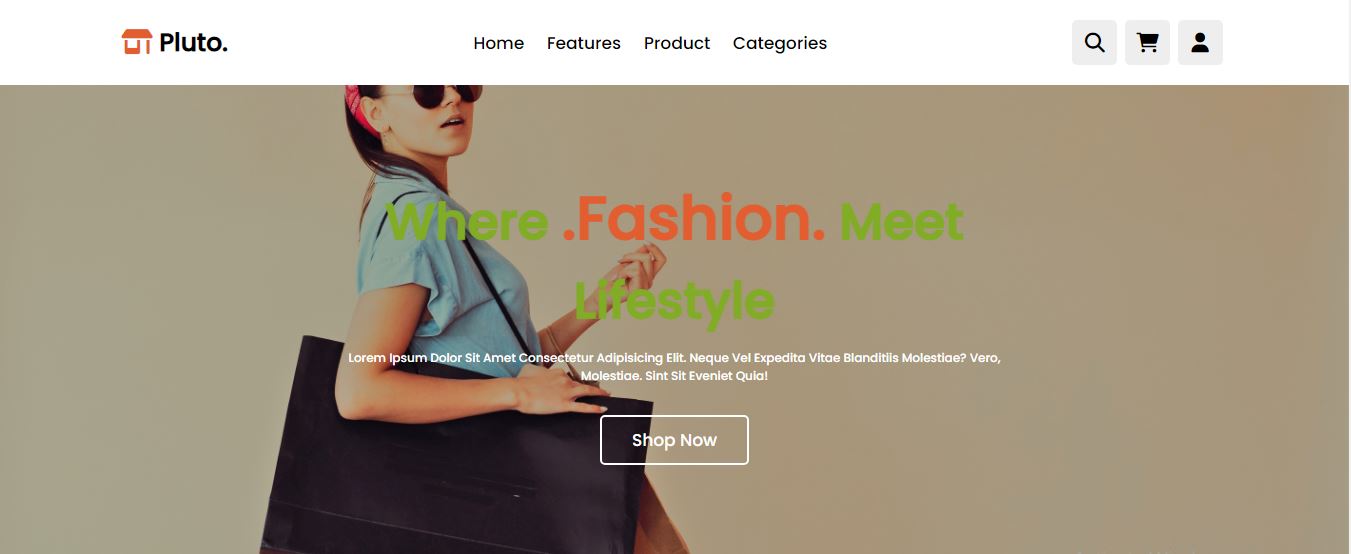 Pluto.
Home Features Product Categories
Where .Fashion. Meet
Lifestyle
Lorem Ipsum Dolor Sit Amet Consectetur Adipisicing Elit. Neque Vel Expedita Vitae Blanditiis Molestiae? Vero,
Molestiae. Sint Sit Eveniet Quia!
Shop Now